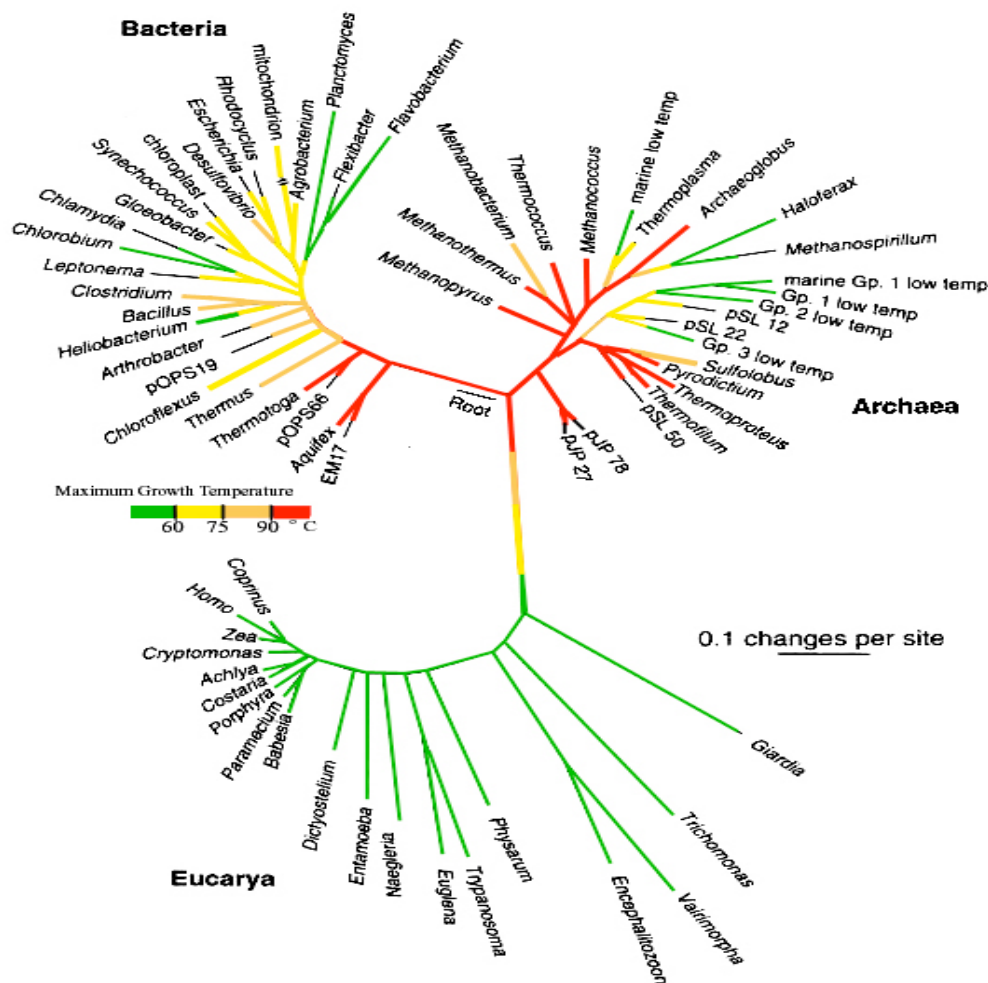 Bacteria
mitochondrion
Rhodocyclus
Escherichia
Desulfovibrio
chloroplast
Synechococcus
Gloeobacter
Chlamydia
Chlorobium
Leptonema
Clostridium
Bacillus
Heliobacterium
Arthrobacter
pOPS19
Chloroflexus
Thermus
Thermotoga
pOPS66
Aquifex
EM17
Agrobacterium
Planctomyces
Flexibacter
Flavobacterium
Root
Methanobacterium
Thermococcus
Methanothermus
Methanopyrus
Methanococcus
marine low temp
Thermoplasma
Archaeoglobus
Haloferax
Methanospirillum
marine Gp. 1 low temp
Gp. 1 low temp
Gp. 2 low temp
pSL 12
pSL 22
Gp. 3 low temp
Sulfolobus
Pyrodictium
Thermoproteus
Thermofilum
pSL 50
pJP 78
pJP 27
Archaea
Maximum Growth Temperature
60 75 90 ° C
Coprinus
Homo
Zea
Cryptomonas
Achlya
Costaria
Porphyra
Paramecium
Babesia
Dictyostelium
Entamoeba
Naegleria
Euglena
Trypanosoma
Physarum
Encephalitozoon
Vairimorpha
Trichomonas
Giardia
0.1 changes per site
Eucarya